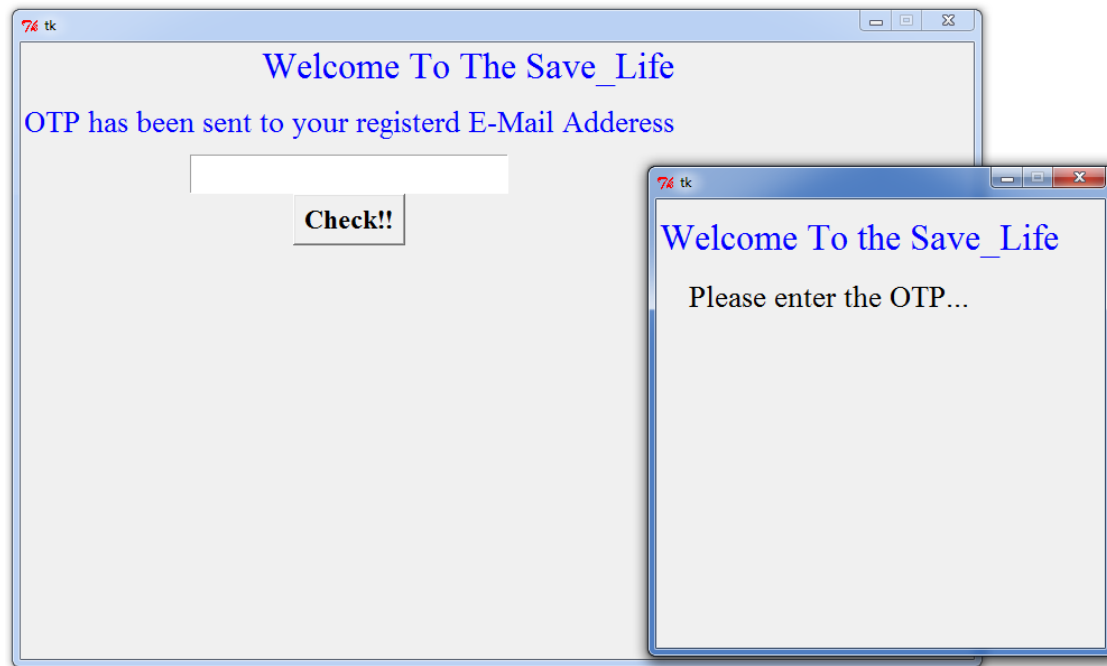 tk
Welcome To The Save_Life
OTP has been sent to your registerd E-Mail Adderess
Check!!
tk
Welcome To the Save_Life
Please enter the OTP...